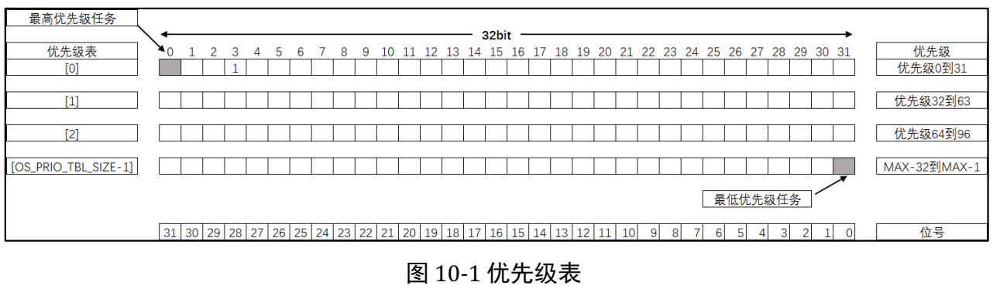 最高优先级任务
32bit
优先级表 0 1 2 3 4 5 6 7 8 9 10 11 12 13 14 15 16 17 18 19 20 21 22 23 24 25 26 27 28 29 30 31 优先级
[0] 1 优先级0到31
[1] 优先级32到63
[2] 优先级64到96
[OS_PRIO_TBL_SIZE-1] MAX-32到MAX-1
最低优先级任务
31 30 29 28 27 26 25 24 23 22 21 20 19 18 17 16 15 14 13 12 11 10 9 8 7 6 5 4 3 2 1 0 位号
图 10-1 优先级表